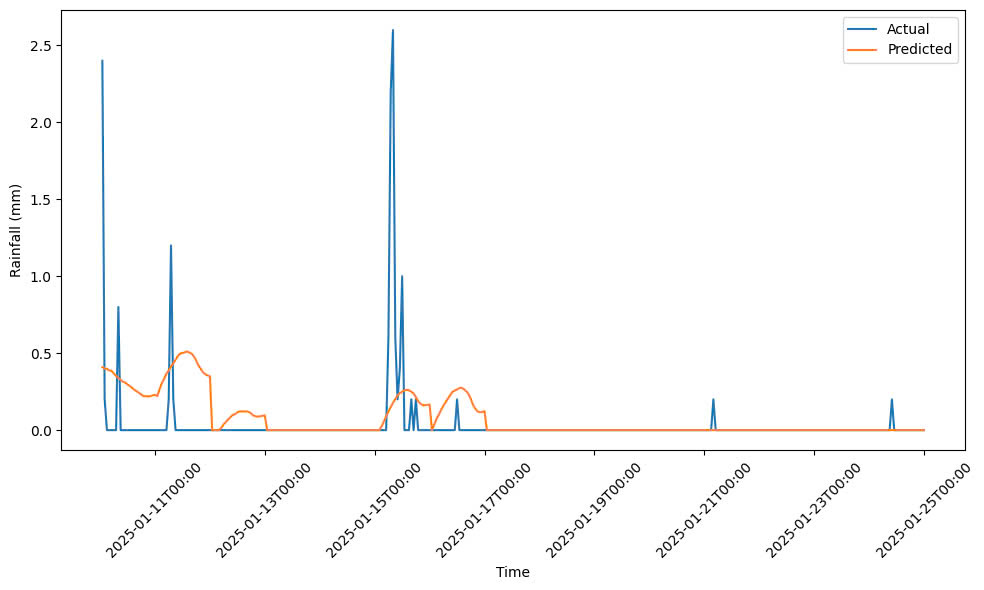 Actual
Predicted
2.5
2.0
1.5
1.0
0.5
0.0
Rainfall (mm)
2025-01-11T00:00
2025-01-13T00:00
2025-01-15T00:00
2025-01-17T00:00
2025-01-19T00:00
2025-01-21T00:00
2025-01-23T00:00
2025-01-25T00:00
Time